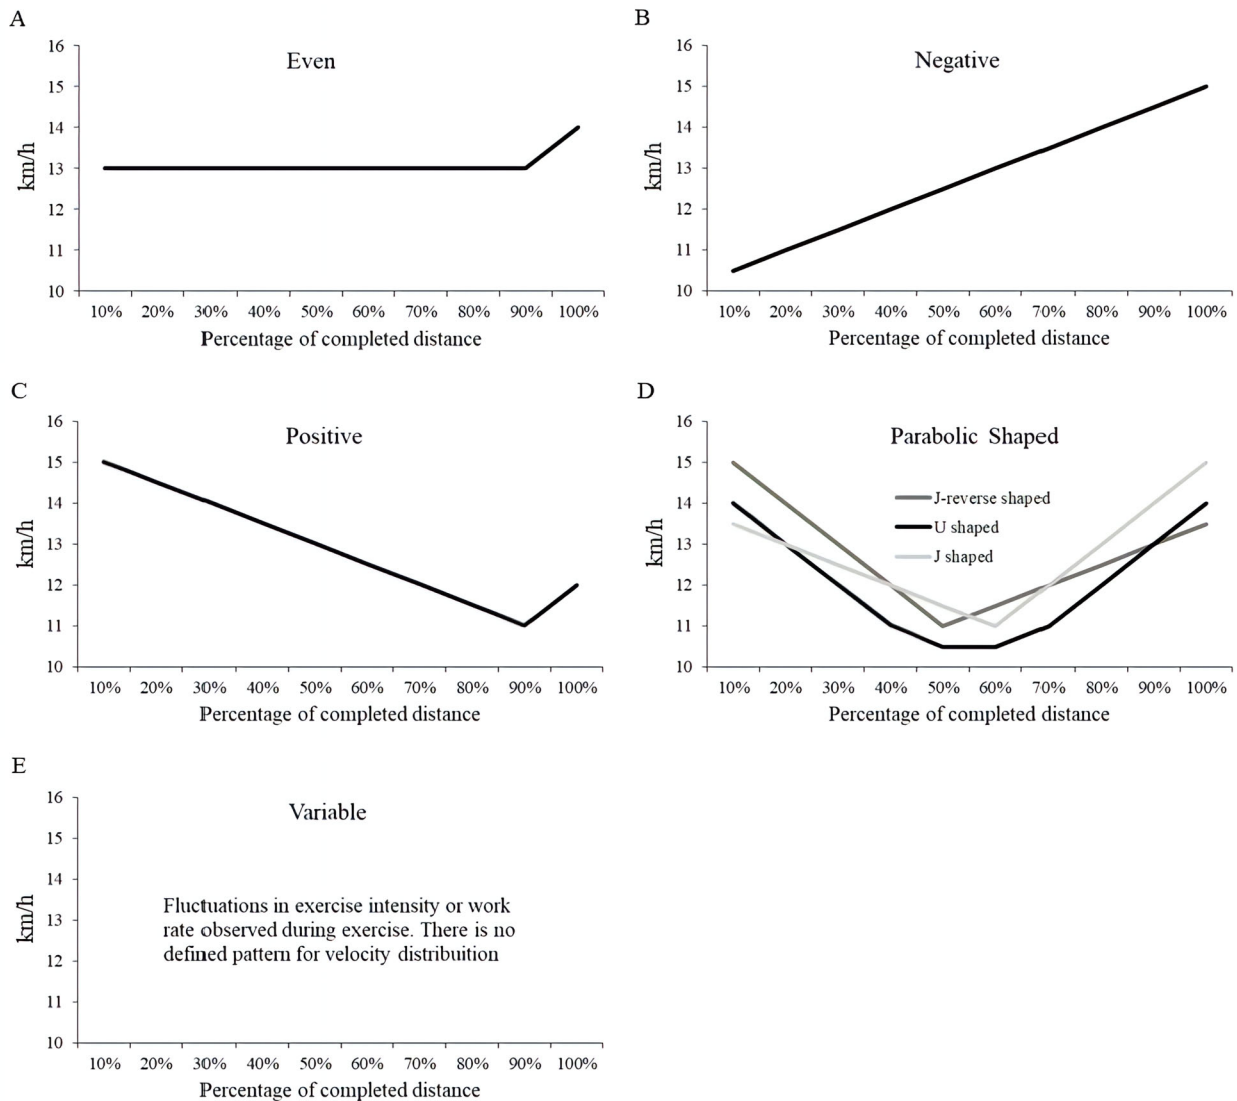 A
Even
16
15
14
13
12
11
10
km/h
10% 20% 30% 40% 50% 60% 70% 80% 90% 100%
Percentage of completed distance
B
Negative
16
15
14
13
12
11
10
km/h
10% 20% 30% 40% 50% 60% 70% 80% 90% 100%
Percentage of completed distance
C
Positive
16
15
14
13
12
11
10
km/h
10% 20% 30% 40% 50% 60% 70% 80% 90% 100%
Percentage of completed distance
D
Parabolic Shaped
16
15
14
13
12
11
10
km/h
J-reverse shaped
U shaped
J shaped
10% 20% 30% 40% 50% 60% 70% 80% 90% 100%
Percentage of completed distance
E
Variable
16
15
14
13
12
11
10
km/h
Fluctuations in exercise intensity or work
rate observed during exercise. There is no
defined pattern for velocity distribuition
10% 20% 30% 40% 50% 60% 70% 80% 90% 100%
Percentage of completed distance